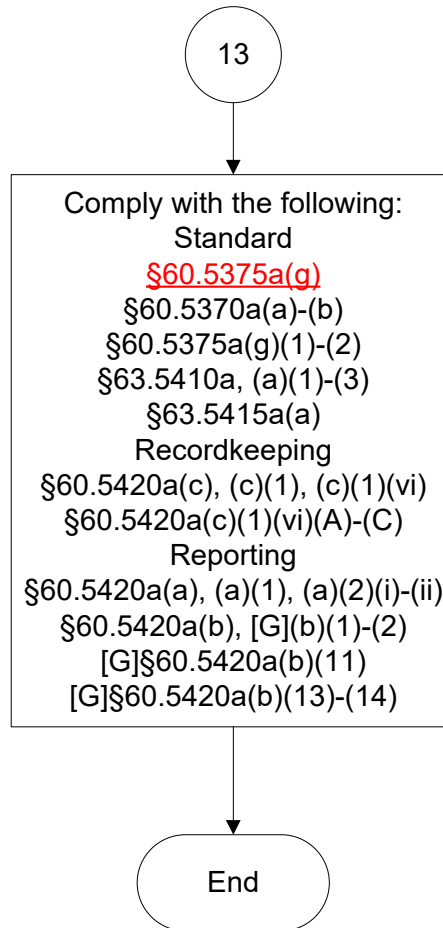 13
Comply with the following:
Standard
§60.5375a(g)
§60.5370a(a)-(b)
§60.5375a(g)(1)-(2)
§63.5410a, (a)(1)-(3)
§63.5415a(a)
Recordkeeping
§60.5420a(c), (c)(1), (c)(1)(vi)
§60.5420a(c)(1)(vi)(A)-(C)
Reporting
§60.5420a(a), (a)(1), (a)(2)(i)-(ii)
§60.5420a(b), [G](b)(1)-(2)
[G]§60.5420a(b)(11)
[G]§60.5420a(b)(13)-(14)
End